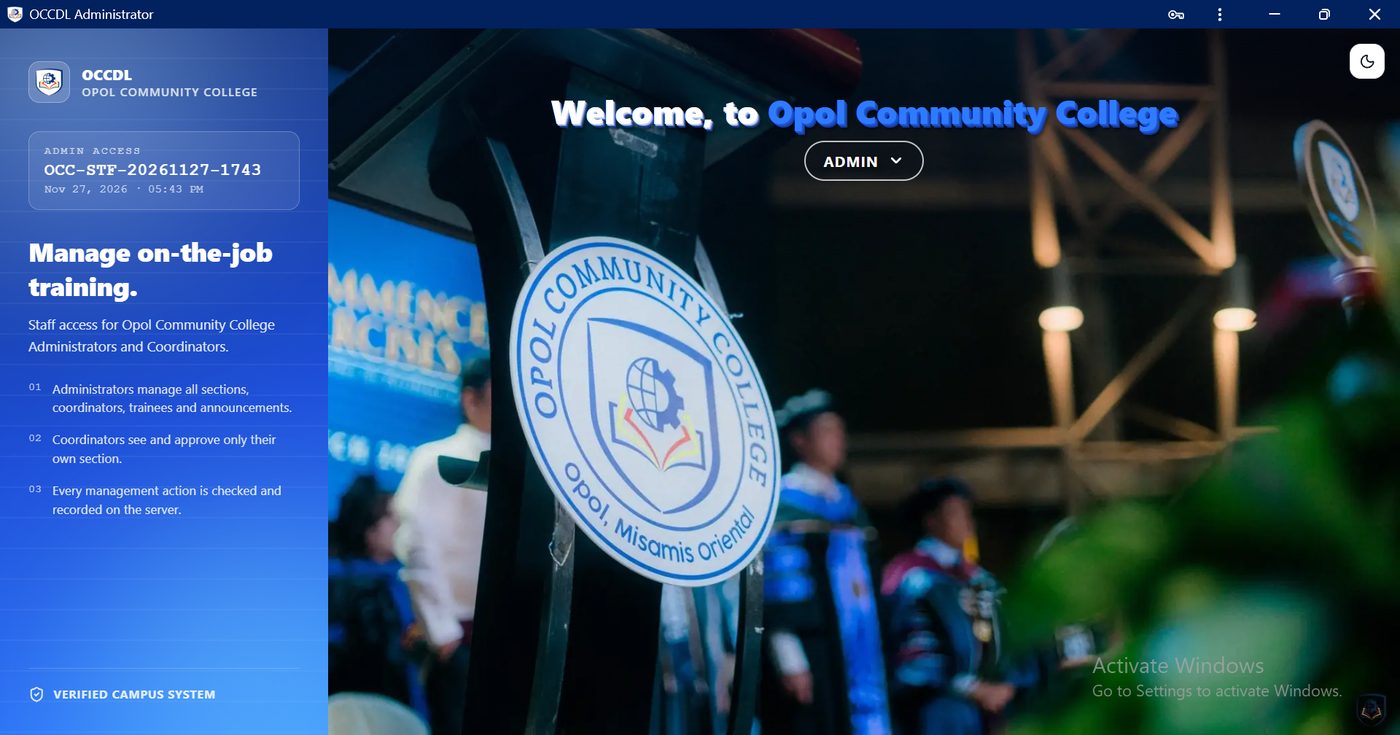 OCCDL Administrator
OCCDL
OPOL COMMUNITY COLLEGE
ADMIN ACCESS
OCC-STF-20261127-1743
Nov 27, 2026 · 05:43 PM
Manage on-the-job
training.
Staff access for Opol Community College
Administrators and Coordinators.
01 Administrators manage all sections,
coordinators, trainees and announcements.
02 Coordinators see and approve only their
own section.
03 Every management action is checked and
recorded on the server.
VERIFIED CAMPUS SYSTEM
Welcome, to Opol Community College
ADMIN
OPOL COMMUNITY COLLEGE
Opol, Misamis Oriental
Activate Windows
Go to Settings to activate Windows.